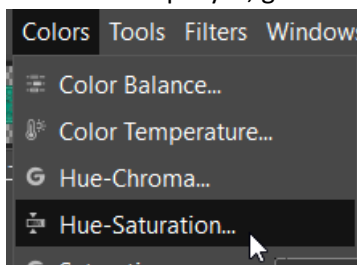 Colors Tools Filters Windows
Color Balance...
Color Temperature...
Hue-Chroma...
Hue-Saturation...